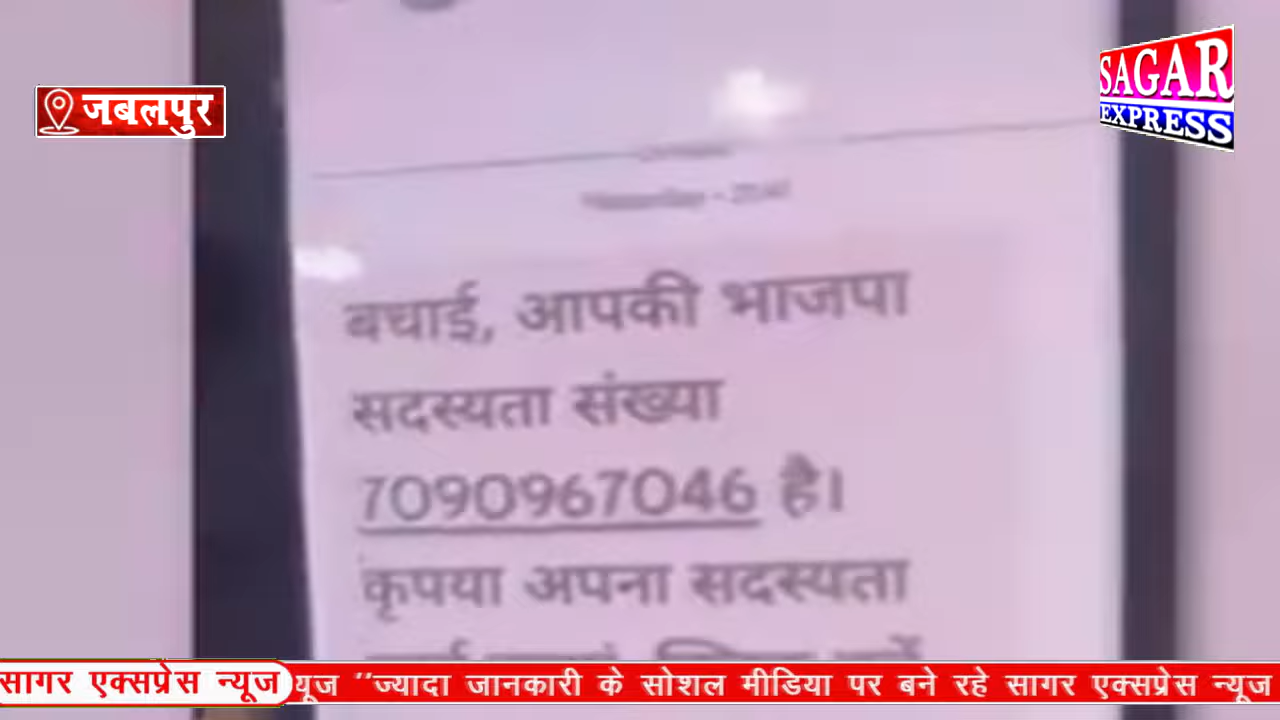 जबलपुर
SAGAR
EXPRESS
बधाई, आपकी भाजपा
सदस्यता संख्या
7090967046 है।
कृपया अपना सदस्यता
सागर एक्सप्रेस न्यूज
यूज ''ज्यादा जानकारी के सोशल मीडिया पर बने रहे सागर एक्सप्रेस न्यूज